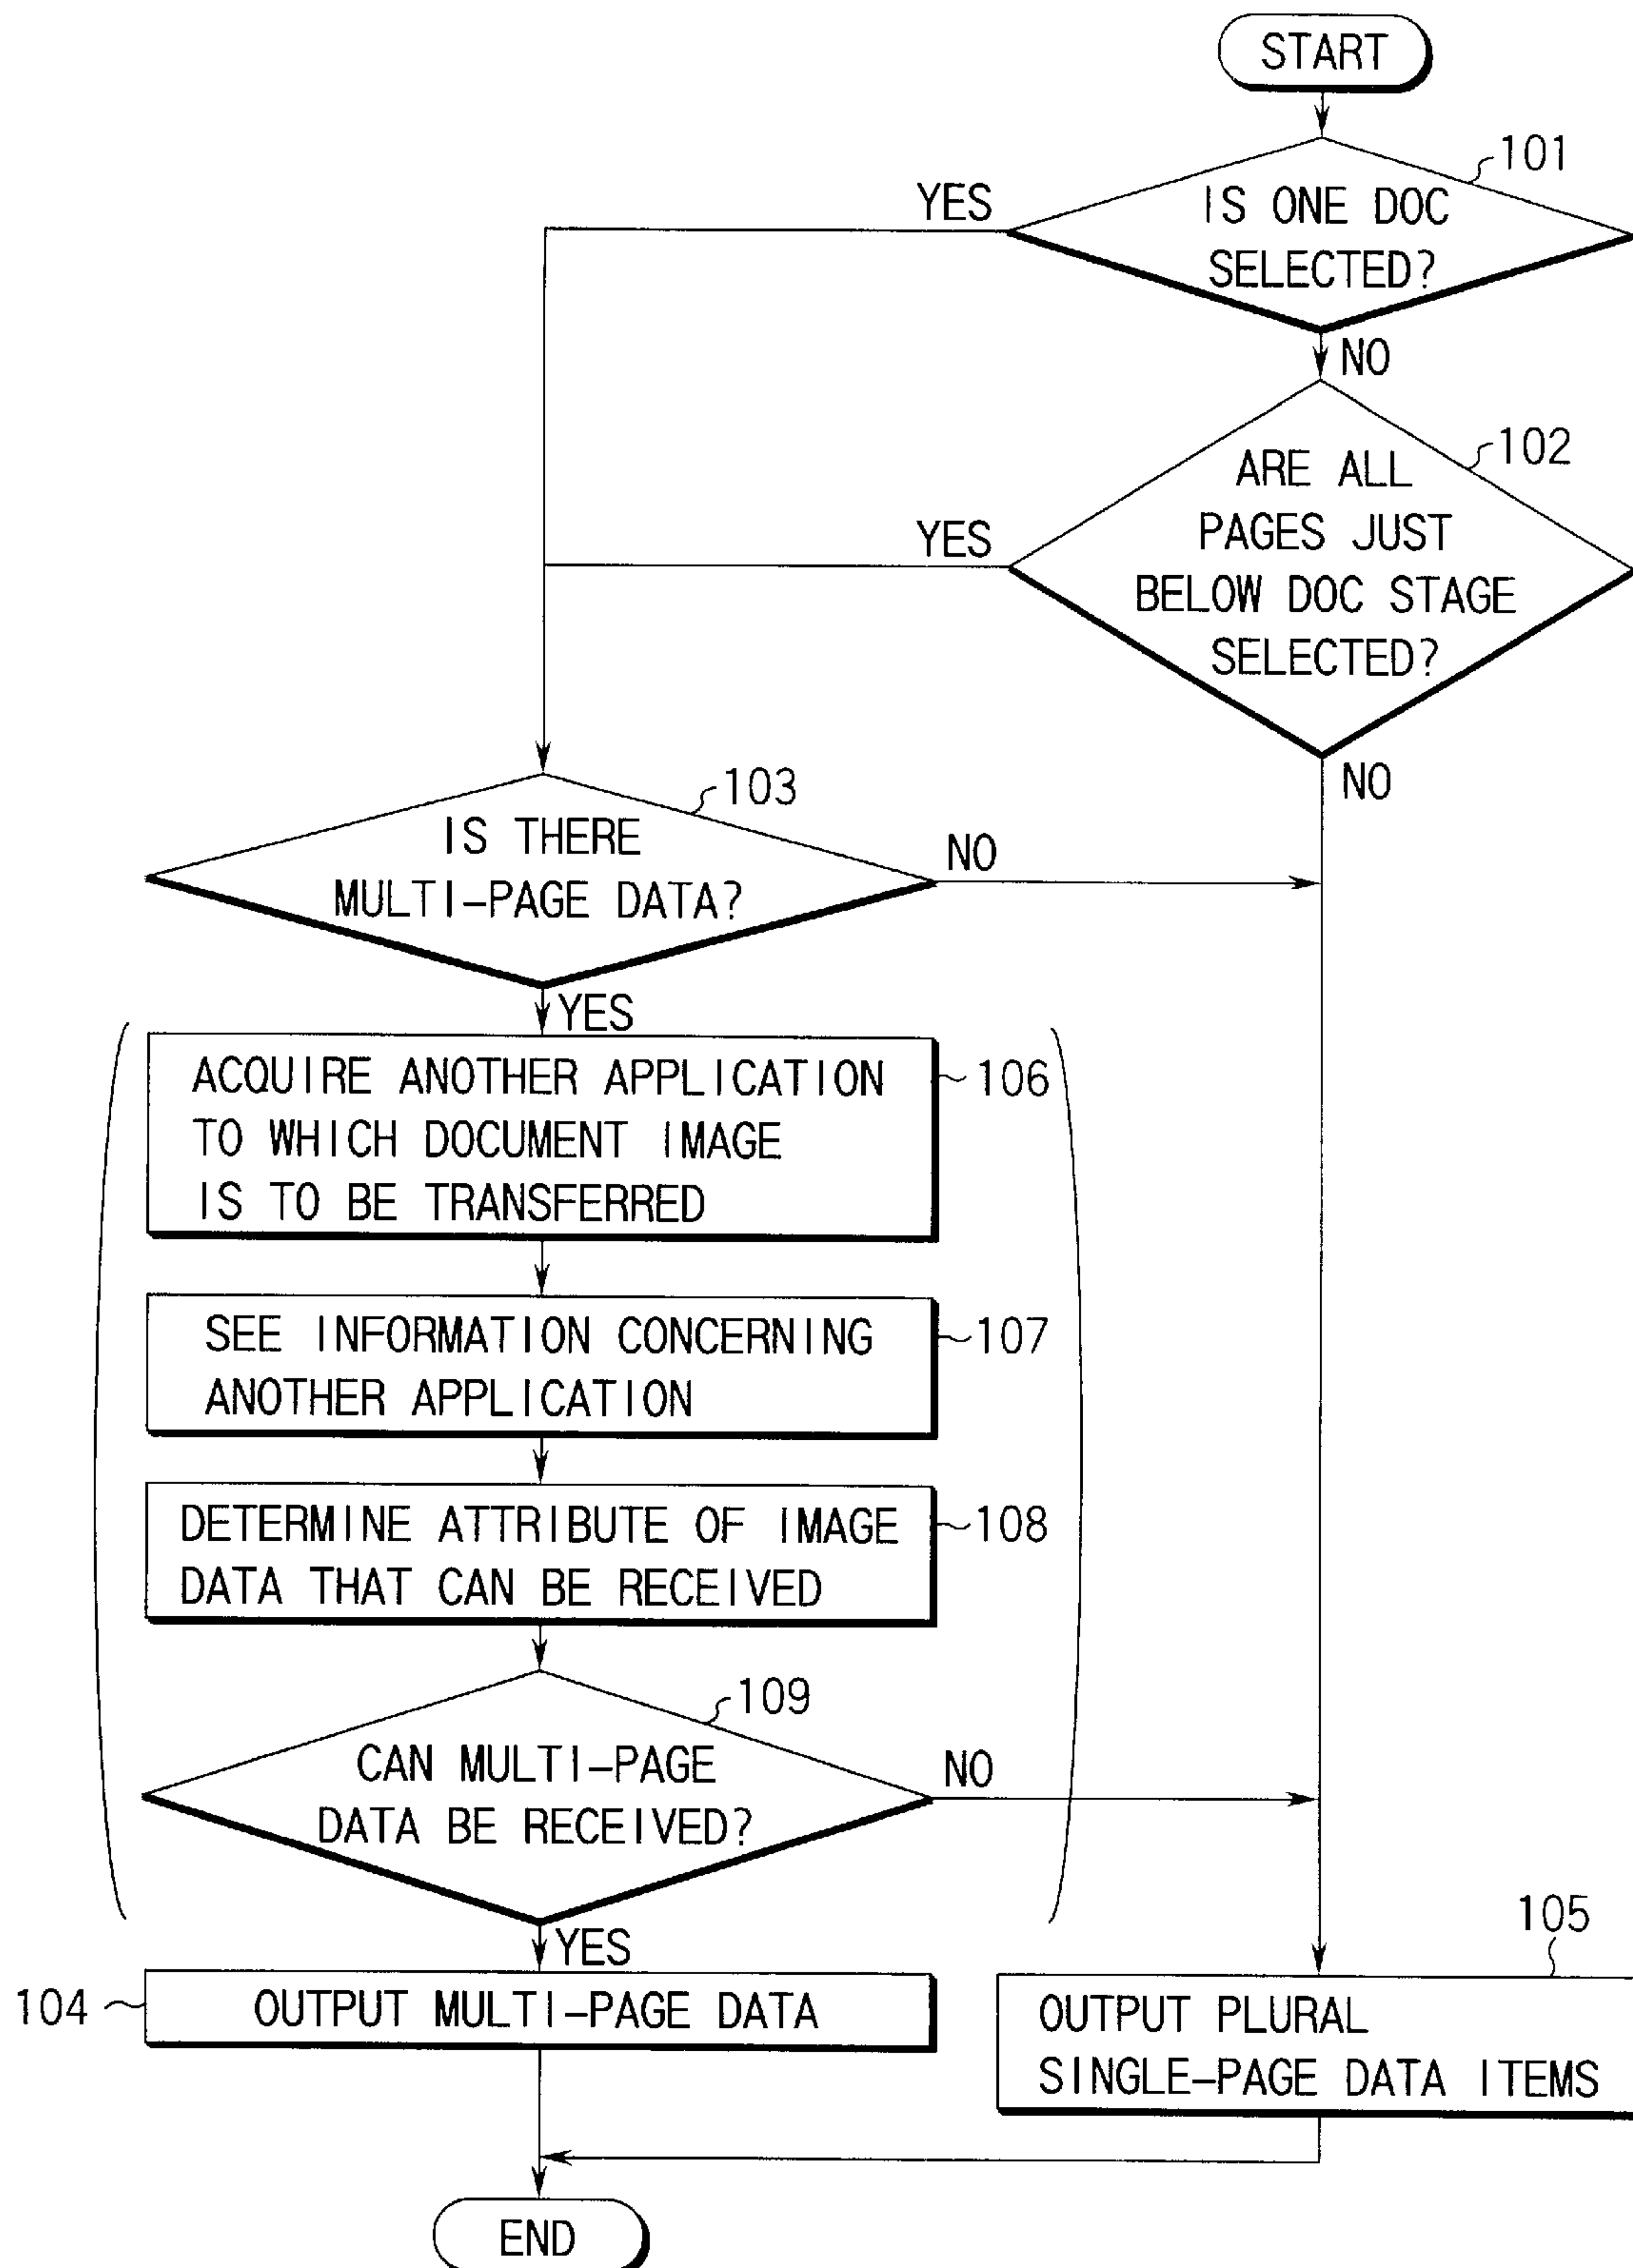 START
101
IS ONE DOC
SELECTED?
YES
NO
102
ARE ALL
PAGES JUST
BELOW DOC STAGE
SELECTED?
YES
NO
103
IS THERE
MULTI-PAGE DATA?
NO
YES
ACQUIRE ANOTHER APPLICATION
TO WHICH DOCUMENT IMAGE
IS TO BE TRANSFERRED
106
SEE INFORMATION CONCERNING
ANOTHER APPLICATION
107
DETERMINE ATTRIBUTE OF IMAGE
DATA THAT CAN BE RECEIVED
108
109
CAN MULTI-PAGE
DATA BE RECEIVED?
NO
YES
104
OUTPUT MULTI-PAGE DATA
105
OUTPUT PLURAL
SINGLE-PAGE DATA ITEMS
END